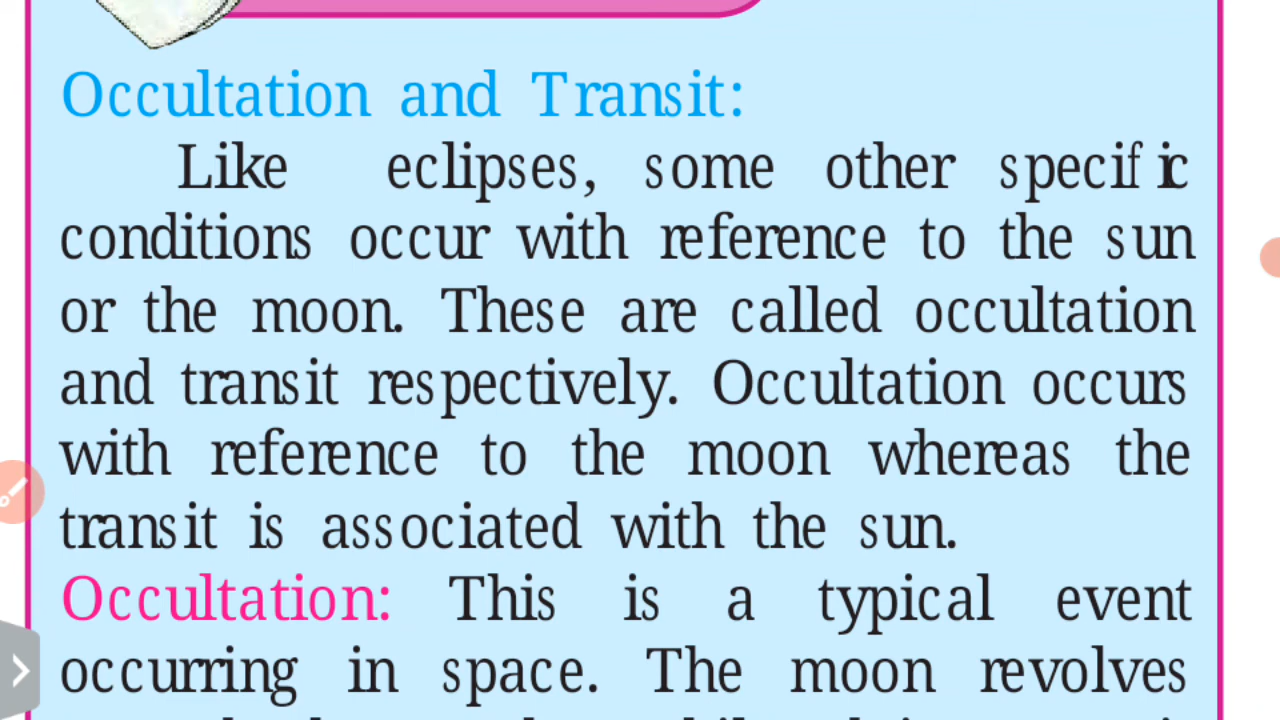 Occultation and Transit:
Like eclipses, some other specific
conditions occur with reference to the sun
or the moon. These are called occultation
and transit respectively. Occultation occurs
with reference to the moon whereas the
transit is associated with the sun.
Occultation: This is a typical event
occurring in space. The moon revolves